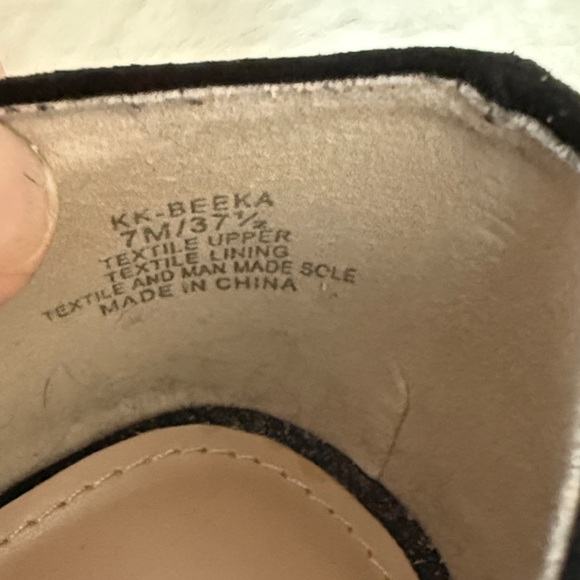 KK-BEEKA
7M/37½
TEXTILE UPPER
TEXTILE LINING
TEXTILE AND MAN MADE SOLE
MADE IN CHINA